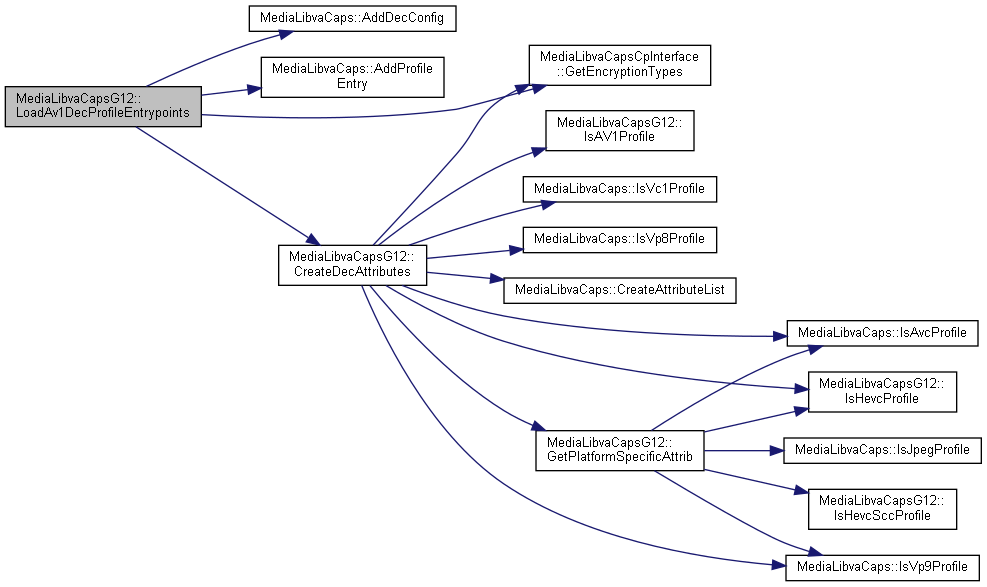 MediaLibvaCaps::AddDecConfig
MediaLibvaCapsCpInterface
::GetEncryptionTypes
MediaLibvaCaps::AddProfile
Entry
MediaLibvaCapsG12::
LoadAv1DecProfileEntrypoints
MediaLibvaCapsG12::
IsAV1Profile
MediaLibvaCaps::IsVc1Profile
MediaLibvaCaps::IsVp8Profile
MediaLibvaCapsG12::
CreateDecAttributes
MediaLibvaCaps::CreateAttributeList
MediaLibvaCaps::IsAvcProfile
MediaLibvaCapsG12::
IsHevcProfile
MediaLibvaCapsG12::
GetPlatformSpecificAttrib
MediaLibvaCaps::IsJpegProfile
MediaLibvaCapsG12::
IsHevcSccProfile
MediaLibvaCaps::IsVp9Profile